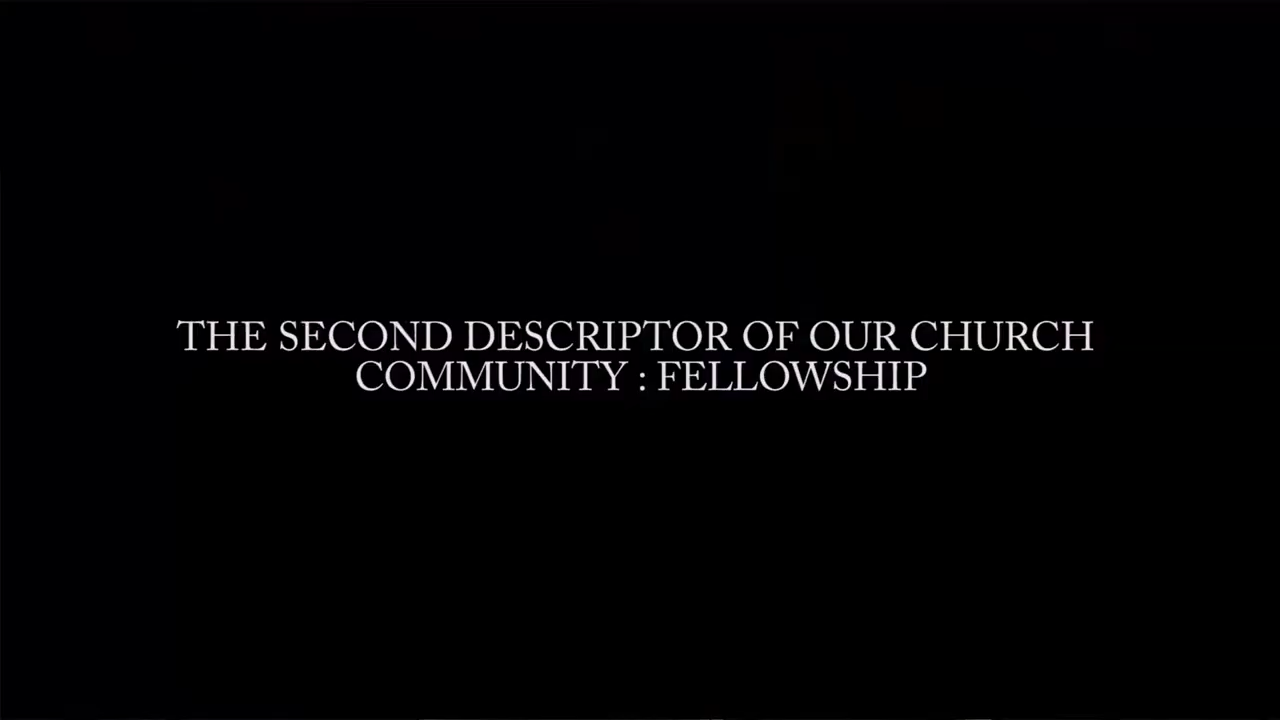 THE SECOND DESCRIPTOR OF OUR CHURCH
COMMUNITY : FELLOWSHIP